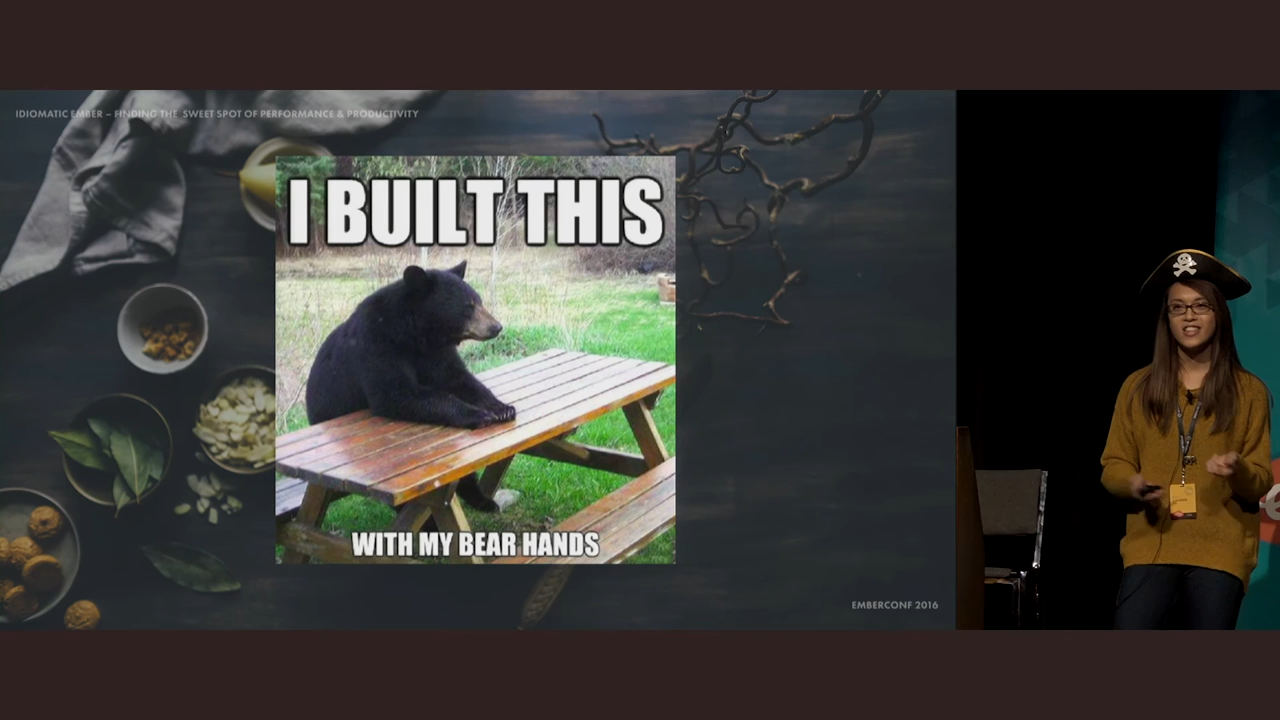 IDIOMATIC EMBER – FINDING THE SWEET SPOT OF PERFORMANCE & PRODUCTIVITY
I BUILT THIS
WITH MY BEAR HANDS
EMBERCONF 2016